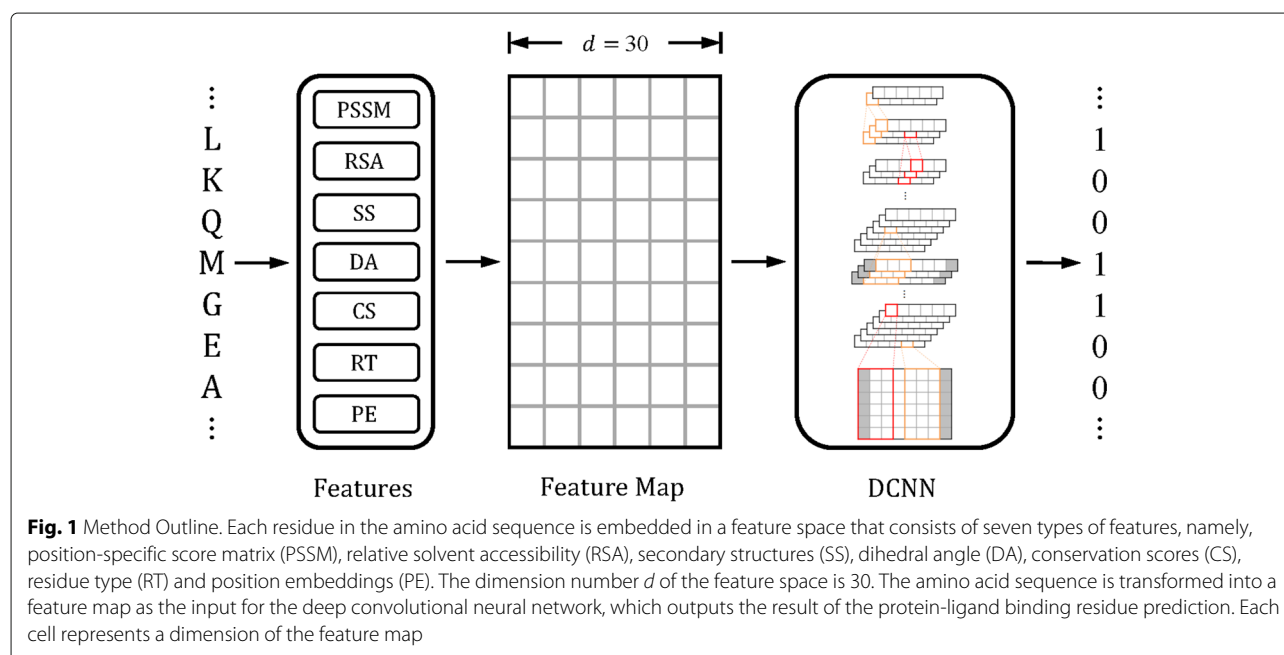 d = 30
⋮
L
K
Q
M
G
E
A
⋮
PSSM
RSA
SS
DA
CS
RT
PE
⋮
⋮
⋮
1
0
0
1
1
0
0
⋮
Features
Feature Map
DCNN
Fig. 1 Method Outline. Each residue in the amino acid sequence is embedded in a feature space that consists of seven types of features, namely,
position-specific score matrix (PSSM), relative solvent accessibility (RSA), secondary structures (SS), dihedral angle (DA), conservation scores (CS),
residue type (RT) and position embeddings (PE). The dimension number d of the feature space is 30. The amino acid sequence is transformed into a
feature map as the input for the deep convolutional neural network, which outputs the result of the protein-ligand binding residue prediction. Each
cell represents a dimension of the feature map